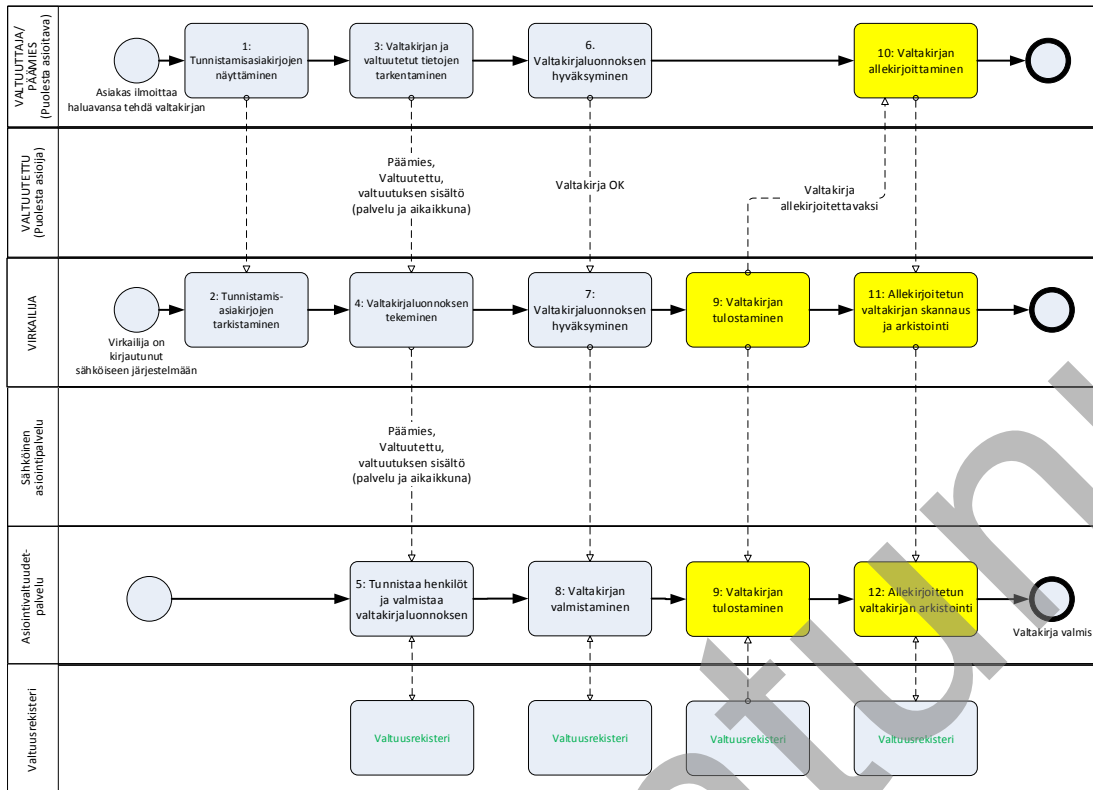 VALTUUTTAJA/
PÄÄMIES
(Puolesta asioitava)
Asiakas ilmoittaa
haluavansa tehdä valtakirjan
1:
Tunnistamisasiakirjojen
näyttäminen
3: Valtakirjan ja
valtuutetut tietojen
tarkentaminen
6.
Valtakirjaluonnoksen
hyväksyminen
10: Valtakirjan
allekirjoittaminen
VALTUUTETTU
(Puolesta asioija)
Päämies,
Valtuutettu,
valtuutuksen sisältö
(palvelu ja aikaikkuna)
Valtakirja OK
Valtakirja
allekirjoitettavaksi
VIRKAILIJA
Virkailija on
kirjautunut
sähköiseen järjestelmään
2: Tunnistamis-
asiakirjojen
tarkistaminen
4: Valtakirjaluonnoksen
tekeminen
7:
Valtakirjaluonnoksen
hyväksyminen
9: Valtakirjan
tulostaminen
11: Allekirjoitetun
valtakirjan skannaus
ja arkistointi
Sähköinen
asiointipalvelu
Päämies,
Valtuutettu,
valtuutuksen sisältö
(palvelu ja aikaikkuna)
Asiointivaltuudet-
palvelu
5: Tunnistaa henkilöt
ja valmistaa
valtakirjaluonnoksen
8: Valtakirjan
valmistaminen
9: Valtakirjan
tulostaminen
12: Allekirjoitetun
valtakirjan arkistointi
Valtakirja valmis
Valtuusrekisteri
Valtuusrekisteri
Valtuusrekisteri
Valtuusrekisteri
Valtuusrekisteri